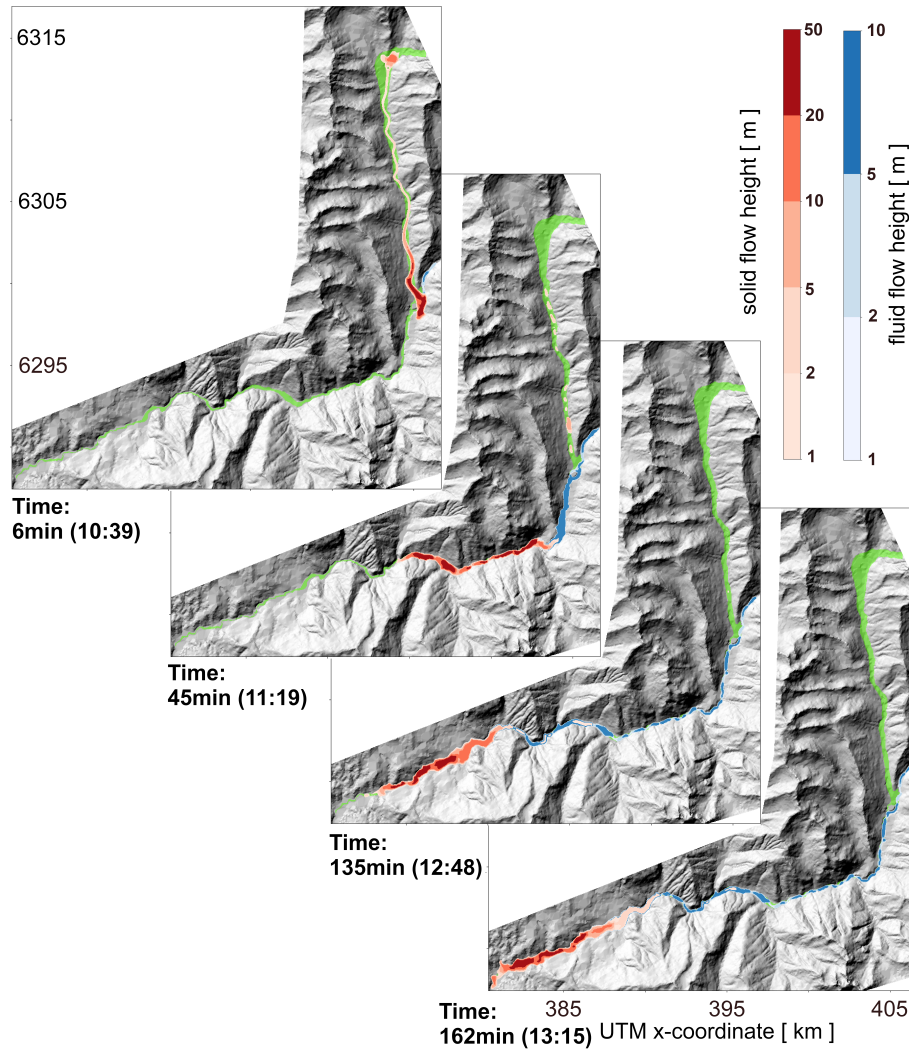 6315
6305
6295
Time:
6min (10:39)
Time:
45min (11:19)
Time:
135min (12:48)
Time:
162min (13:15)
385
395
405
UTM x-coordinate [ km ]
solid flow height [ m ]
50
20
10
5
2
1
fluid flow height [ m ]
10
5
2
1